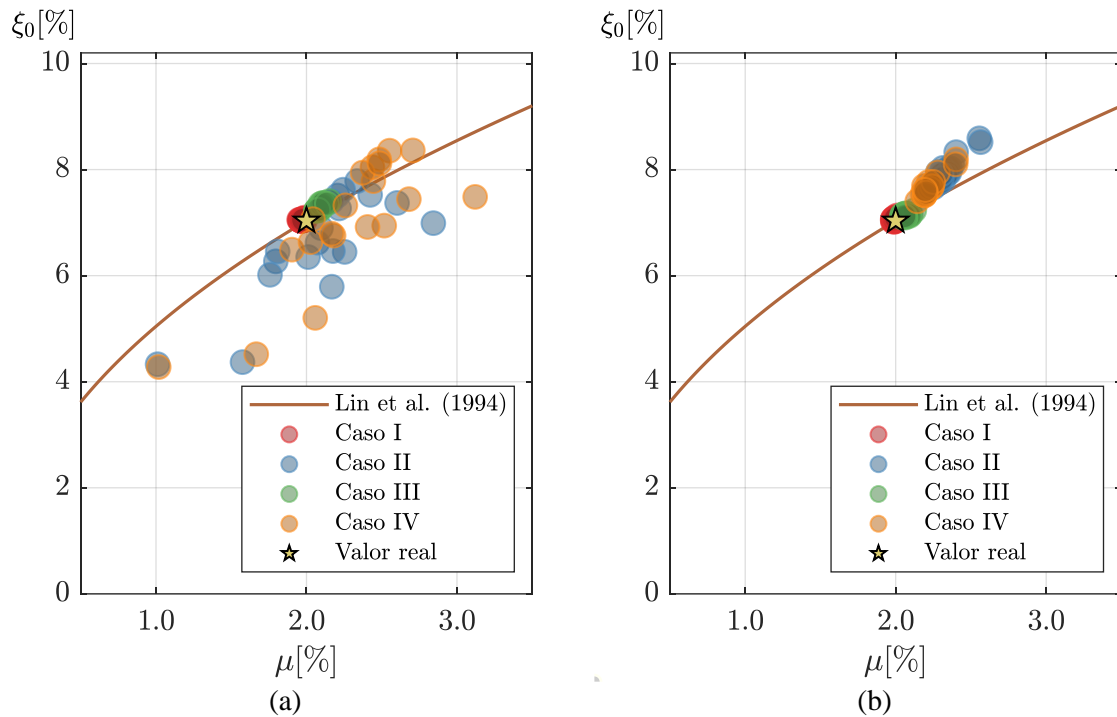 ξ₀[%]
10
8
6
4
2
0
1.0 2.0 3.0
μ[%]
Lin et al. (1994)
Caso I
Caso II
Caso III
Caso IV
Valor real
(a)
ξ₀[%]
10
8
6
4
2
0
1.0 2.0 3.0
μ[%]
Lin et al. (1994)
Caso I
Caso II
Caso III
Caso IV
Valor real
(b)